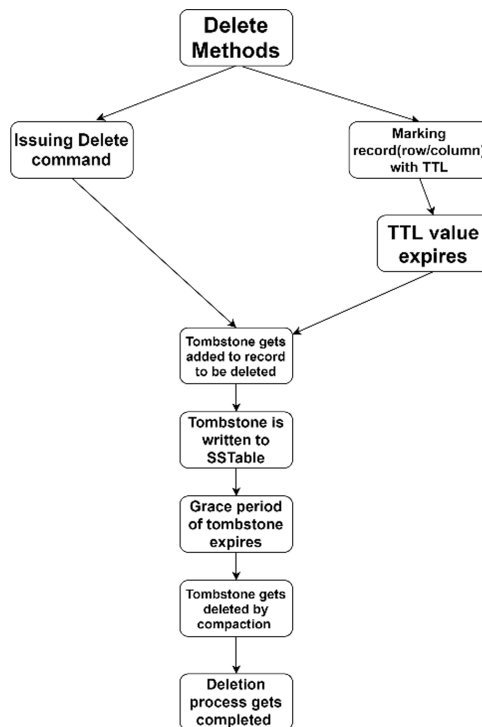 Delete
Methods
Issuing Delete
command
Marking
record(row/column)
with TTL
TTL value
expires
Tombstone gets
added to record
to be deleted
Tombstone is
written to
SSTable
Grace period
of tombstone
expires
Tombstone gets
deleted by
compaction
Deletion
process gets
completed